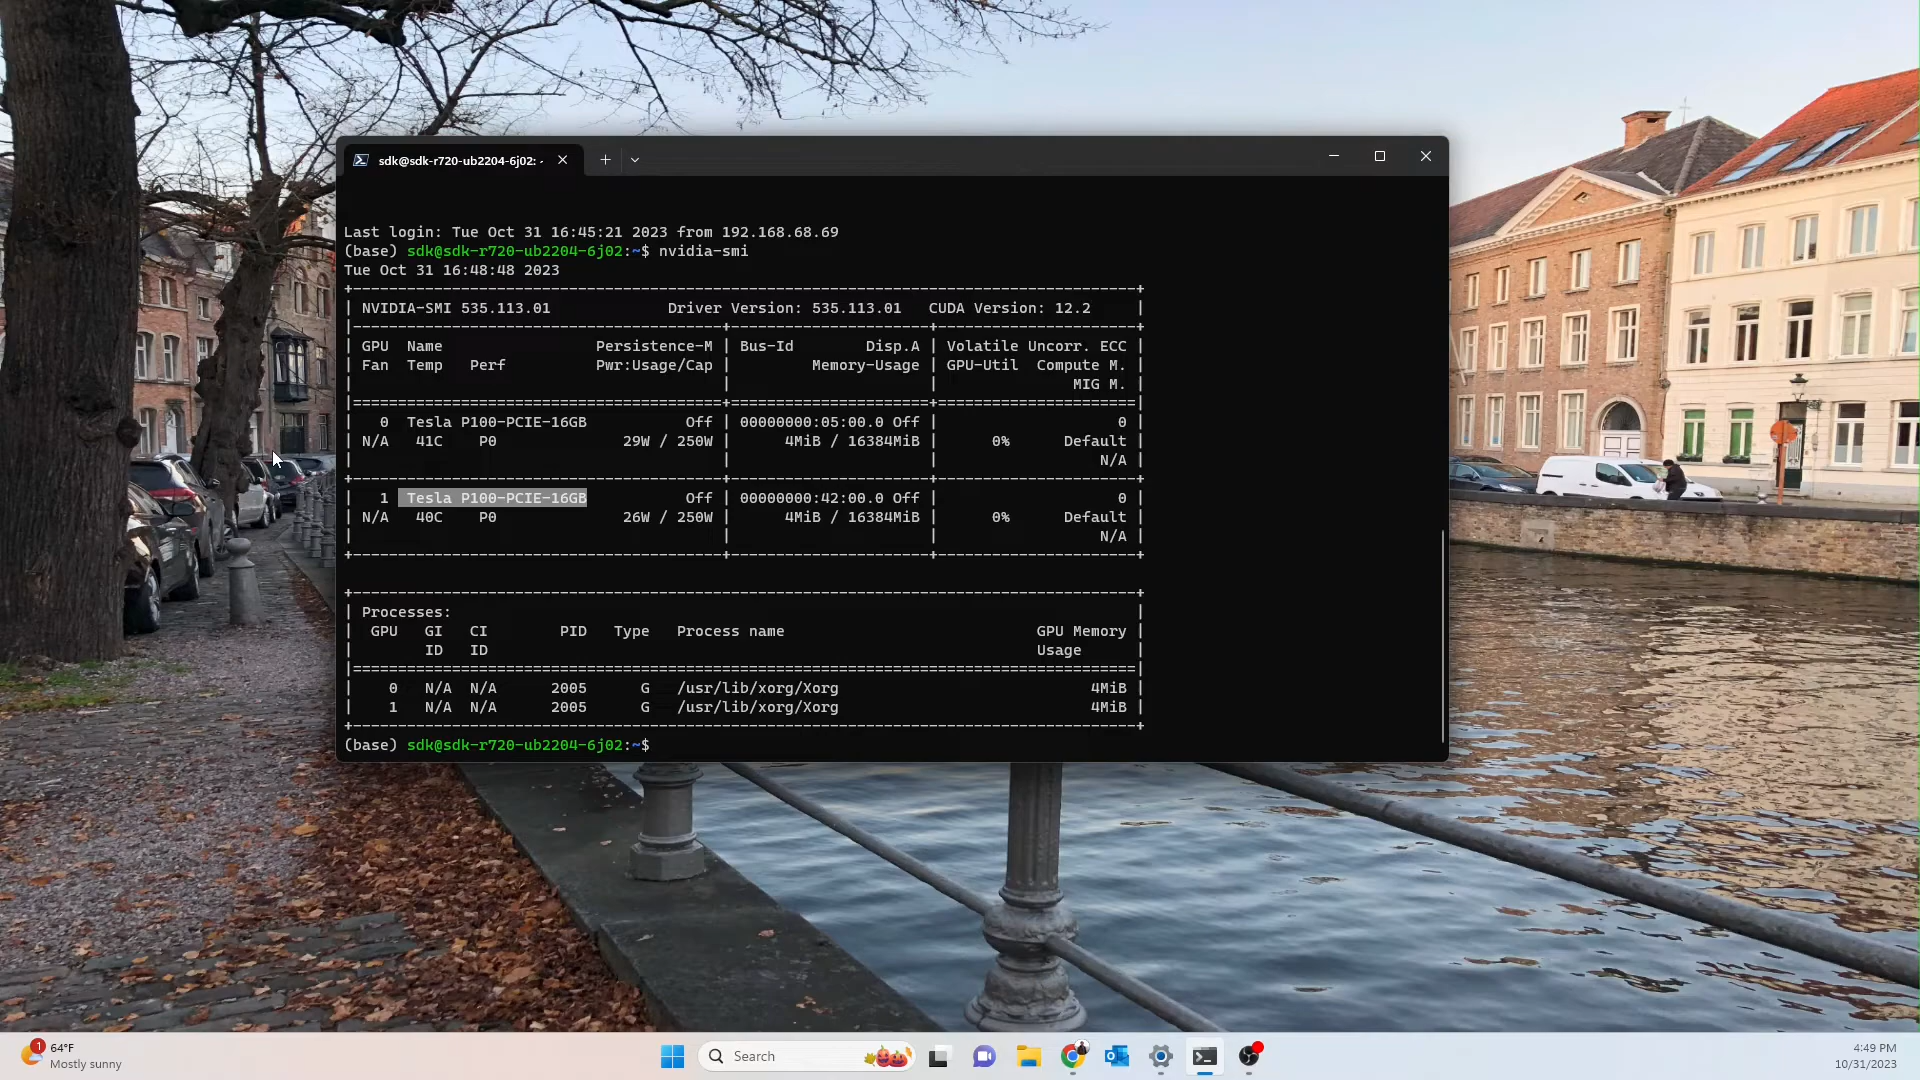 sdk@sdk-r720-ub2204-6j02: -
Last login: Tue Oct 31 16:45:21 2023 from 192.168.68.69
(base) sdk@sdk-r720-ub2204-6j02:~$ nvidia-smi
Tue Oct 31 16:48:48 2023
+---------------------------------------------------------------------------------------+
| NVIDIA-SMI 535.113.01             Driver Version: 535.113.01   CUDA Version: 12.2     |
|-----------------------------------------+----------------------+----------------------+
| GPU  Name                 Persistence-M | Bus-Id        Disp.A | Volatile Uncorr. ECC |
| Fan  Temp   Perf          Pwr:Usage/Cap |         Memory-Usage | GPU-Util  Compute M. |
|                                         |                      |               MIG M. |
|=========================================+======================+======================|
|   0  Tesla P100-PCIE-16GB           Off | 00000000:05:00.0 Off |                    0 |
| N/A   41C    P0              29W / 250W |      4MiB / 16384MiB |      0%      Default |
|                                         |                      |                  N/A |
+-----------------------------------------+----------------------+----------------------+
|   1  Tesla P100-PCIE-16GB           Off | 00000000:42:00.0 Off |                    0 |
| N/A   40C    P0              26W / 250W |      4MiB / 16384MiB |      0%      Default |
|                                         |                      |                  N/A |
+-----------------------------------------+----------------------+----------------------+
+---------------------------------------------------------------------------------------+
| Processes:                                                                            |
|  GPU   GI   CI        PID   Type   Process name                            GPU Memory |
|        ID   ID                                                             Usage      |
|=======================================================================================|
|    0   N/A  N/A      2005      G   /usr/lib/xorg/Xorg                            4MiB |
|    1   N/A  N/A      2005      G   /usr/lib/xorg/Xorg                            4MiB |
+---------------------------------------------------------------------------------------+
(base) sdk@sdk-r720-ub2204-6j02:~$
1
64°F
Mostly sunny
Search
4:49 PM
10/31/2023